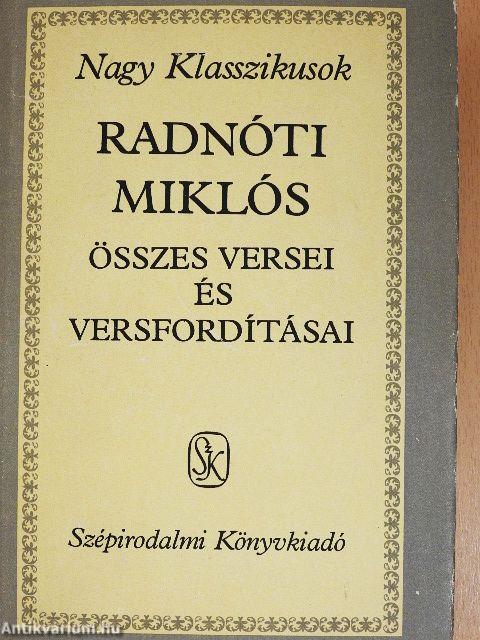 Nagy Klasszikusok
RADNÓTI
MIKLÓS
ÖSSZES VERSEI
ÉS
VERSFORDÍTÁSAI
SzK
Szépirodalmi Könyvkiadó
Antikvarium.hu